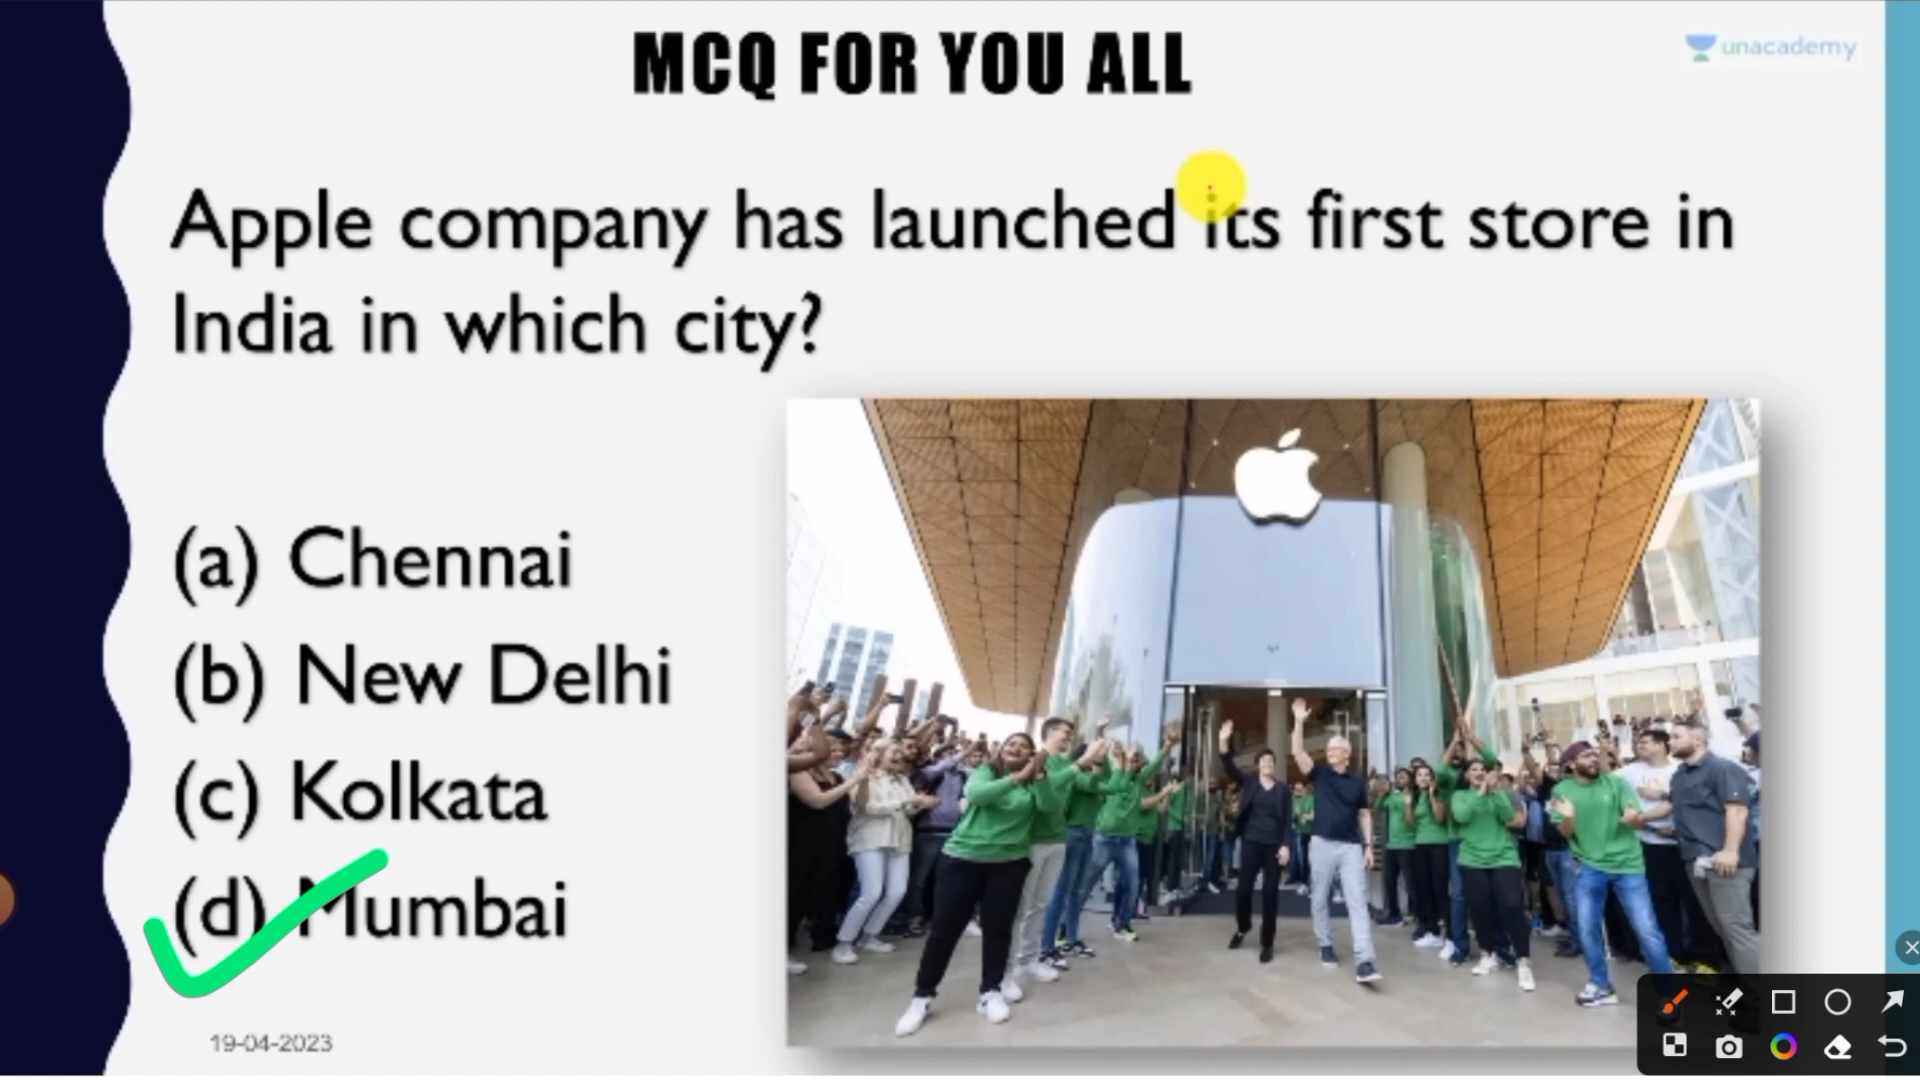 MCQ FOR YOU ALL
unacademy
Apple company has launched its first store in
India in which city?
(a) Chennai
(b) New Delhi
(c) Kolkata
(d) Mumbai
19-04-2023